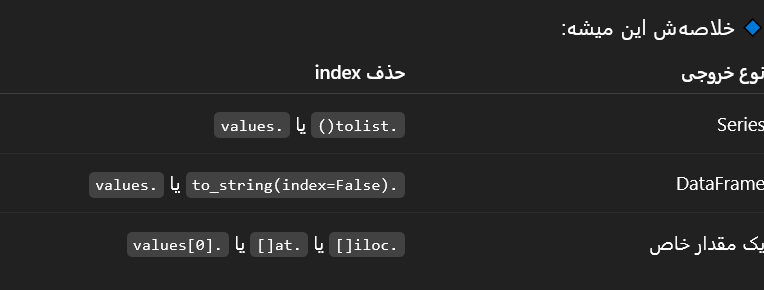 🔷 خلاصه‌ش این میشه:
نوع خروجی حذف index
Series .tolist() یا .values
DataFrame .to_string(index=False) یا .values
یک مقدار خاص .iloc[] یا .at[] یا .values[0]